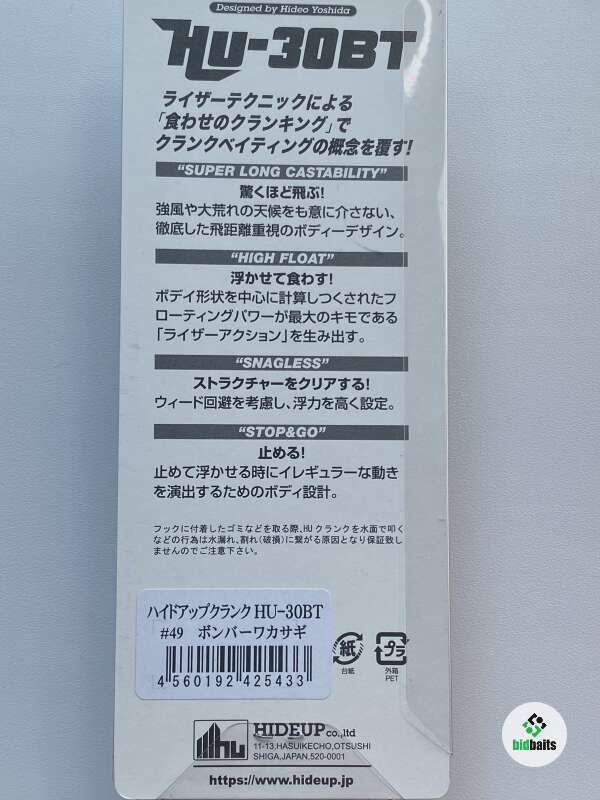 Designed by Hideo Yoshida
HU-30BT
ライザーテクニックによる
「食わせのクランキング」で
クランクベイティングの概念を覆す!
"SUPER LONG CASTABILITY"
驚くほど飛ぶ!
強風や大荒れの天候をも意に介さない、
徹底した飛距離重視のボディーデザイン。
"HIGH FLOAT"
浮かせて食わす!
ボディ形状を中心に計算しつくされたフ
ローティングパワーが最大のキモである
「ライザーアクション」を生み出す。
"SNAGLESS"
ストラクチャーをクリアする!
ウィード回避を考慮し、浮力を高く設定。
"STOP&GO"
止める!
止めて浮かせる時にイレギュラーな動き
を演出するためのボディ設計。
フックに付着したゴミなどを取る際、HUクランクを水面で叩く
などの行為は水漏れ、割れ(破損)に繋がる原因となり保証致し
ませんのでご注意下さい。
ハイドアップクランク HU-30BT
#49 ボンバーワカサギ
4 560192 425433
紙
台紙
プラ
外箱
PET
hu
HIDEUP co.,ltd
11-13,HASUIKECHO,OTSUSHI
SHIGA,JAPAN,520-0001
https://www.hideup.jp
bidbaits